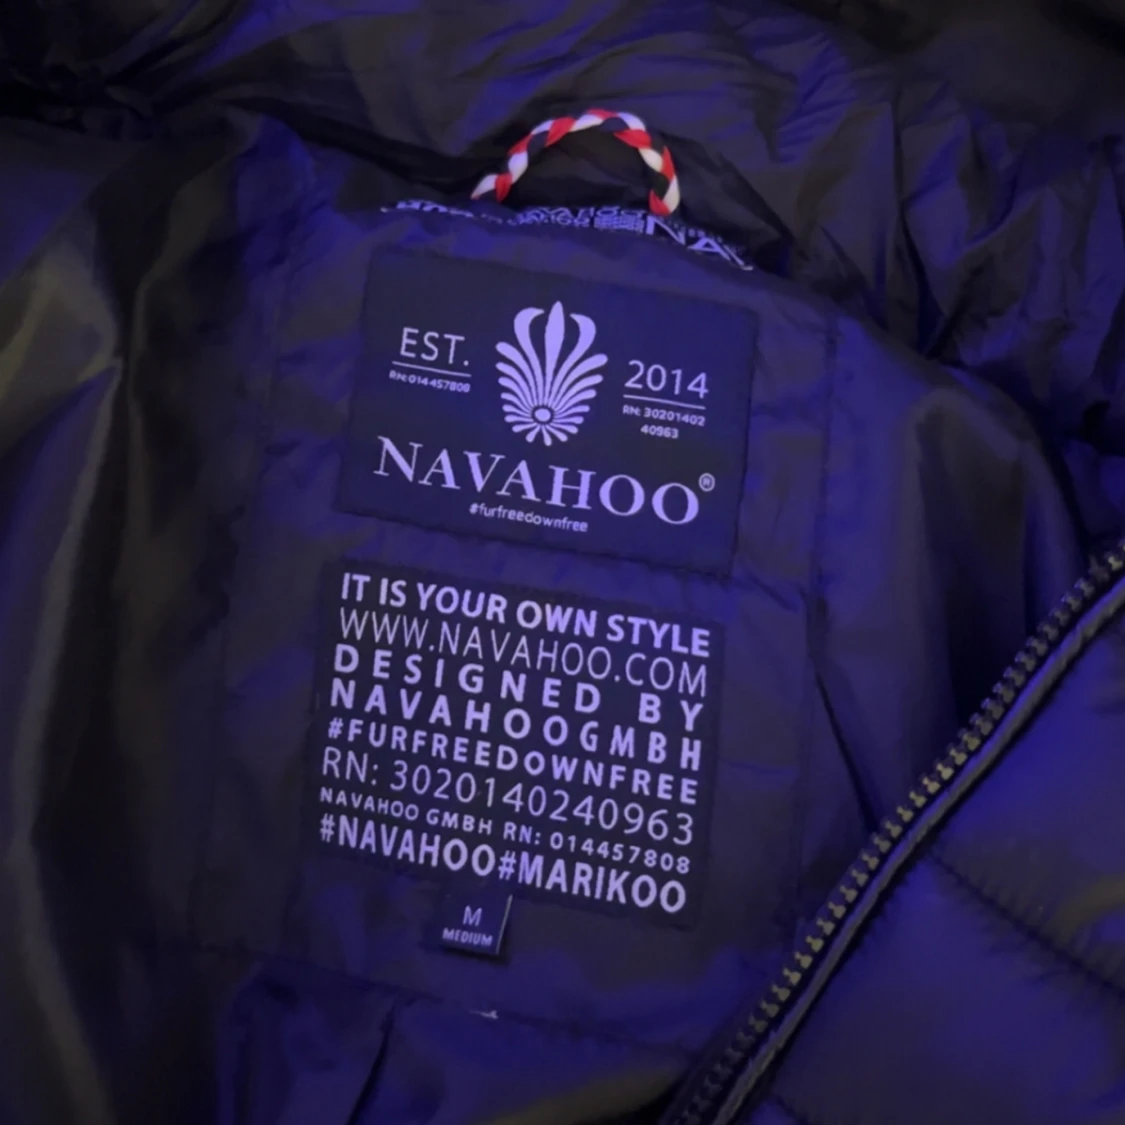 EST.
RN: 014457808
2014
RN: 30201402
40963
NAVAHOO®
#furfreedownfree
IT IS YOUR OWN STYLE
WWW.NAVAHOO.COM
DESIGNED BY
NAVAHOOGMBH
#FURFREEDOWNFREE
RN: 3020140240963
NAVAHOO GMBH RN: 014457808
#NAVAHOO#MARIKOO
M
MEDIUM